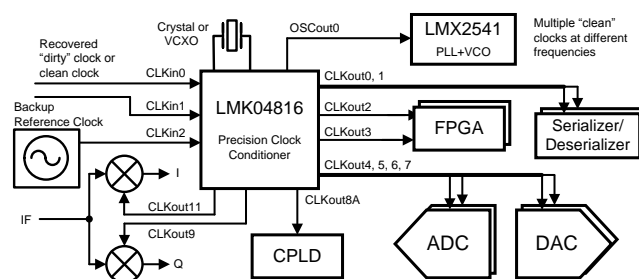 Crystal or
VCXO
OSCout0
LMX2541
PLL+VCO
Multiple “clean”
clocks at different
frequencies
Recovered
“dirty” clock or
clean clock
CLKin0
CLKout0, 1
CLKin1
LMK04816
CLKout2
Backup
Reference Clock
CLKin2
Precision Clock
Conditioner
CLKout3
FPGA
Serializer/
Deserializer
CLKout4, 5, 6, 7
I
CLKout11
CLKout8A
IF
CLKout9
Q
CPLD
ADC
DAC